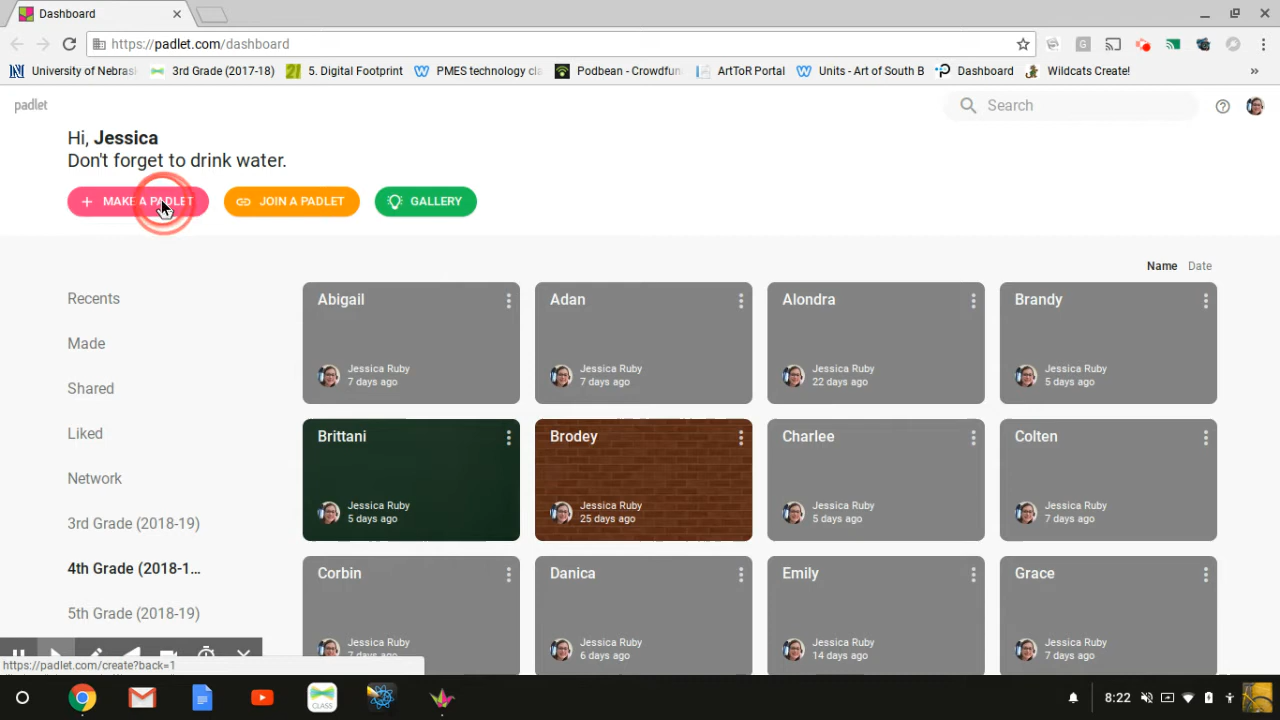 Dashboard
https://padlet.com/dashboard
University of Nebras
3rd Grade (2017-18)
5. Digital Footprint
PMES technology cla
Podbean - Crowdfun
ArtToR Portal
Units - Art of South B
Dashboard
Wildcats Create!
»
padlet
Search
Hi, Jessica
Don't forget to drink water.
+ MAKE A PADLET
JOIN A PADLET
GALLERY
Name Date
Recents
Made
Shared
Liked
Network
3rd Grade (2018-19)
4th Grade (2018-1...
5th Grade (2018-19)
Abigail
Jessica Ruby
7 days ago
Adan
Jessica Ruby
7 days ago
Alondra
Jessica Ruby
22 days ago
Brandy
Jessica Ruby
5 days ago
Brittani
Jessica Ruby
5 days ago
Brodey
Jessica Ruby
25 days ago
Charlee
Jessica Ruby
5 days ago
Colten
Jessica Ruby
7 days ago
Corbin
Jessica Ruby
7 days ago
Danica
Jessica Ruby
6 days ago
Emily
Jessica Ruby
14 days ago
Grace
Jessica Ruby
7 days ago
https://padlet.com/create?back=1
CLASS
8:22